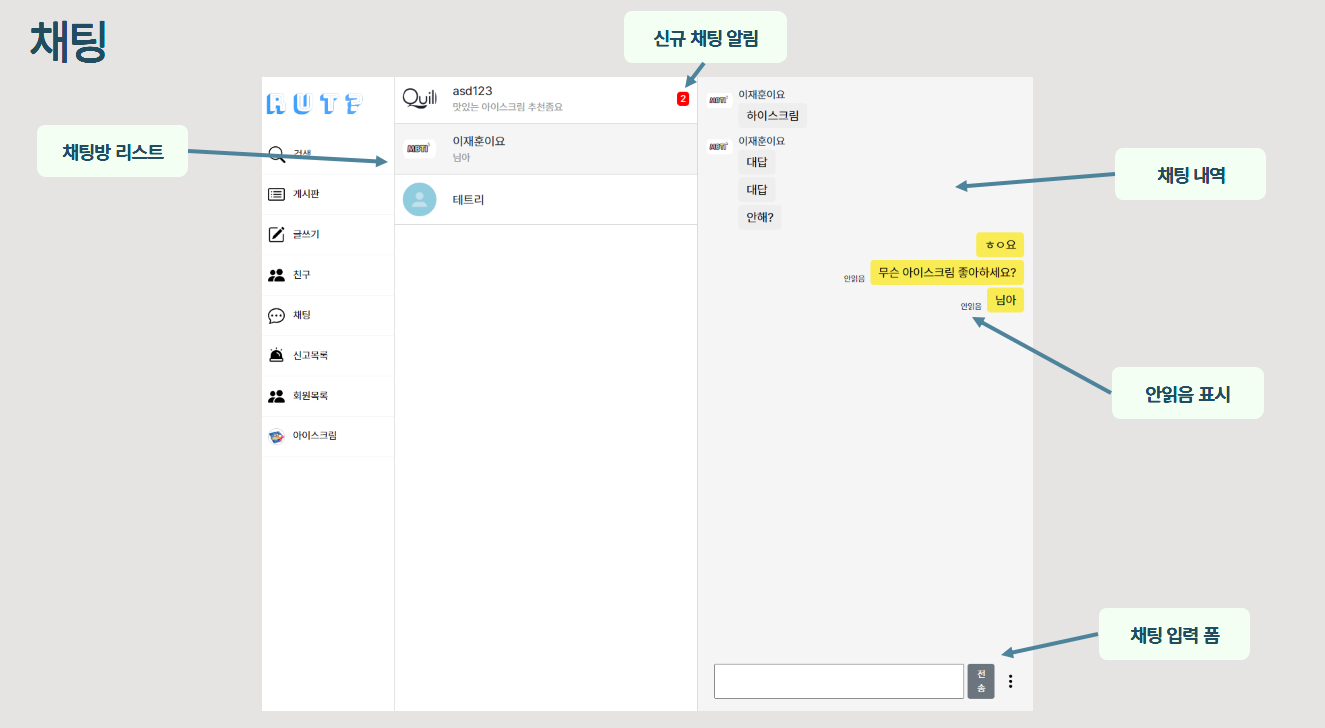 채팅
신규 채팅 알림
채팅방 리스트
RUTE
검색
게시판
글쓰기
친구
채팅
신고목록
회원목록
아이스크림
Quil
asd123
맛있는 아이스크림 추천좀요
2
MBTI
이재훈이요
님아
테트리
MBTI
이재훈이요
하이스크림
MBTI
이재훈이요
대답
대답
안해?
ㅎㅇ요
안읽음
무슨 아이스크림 좋아하세요?
안읽음
님아
채팅 내역
안읽음 표시
채팅 입력 폼
전
송